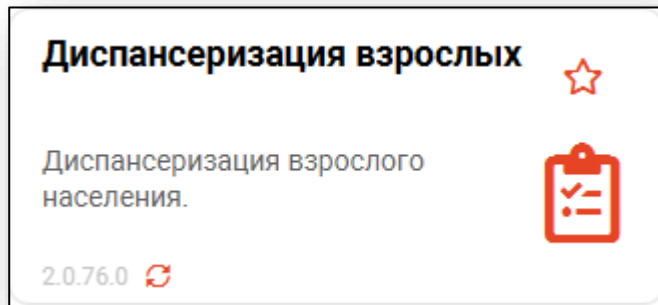 Диспансеризация взрослых
Диспансеризация взрослого
населения.
2.0.76.0